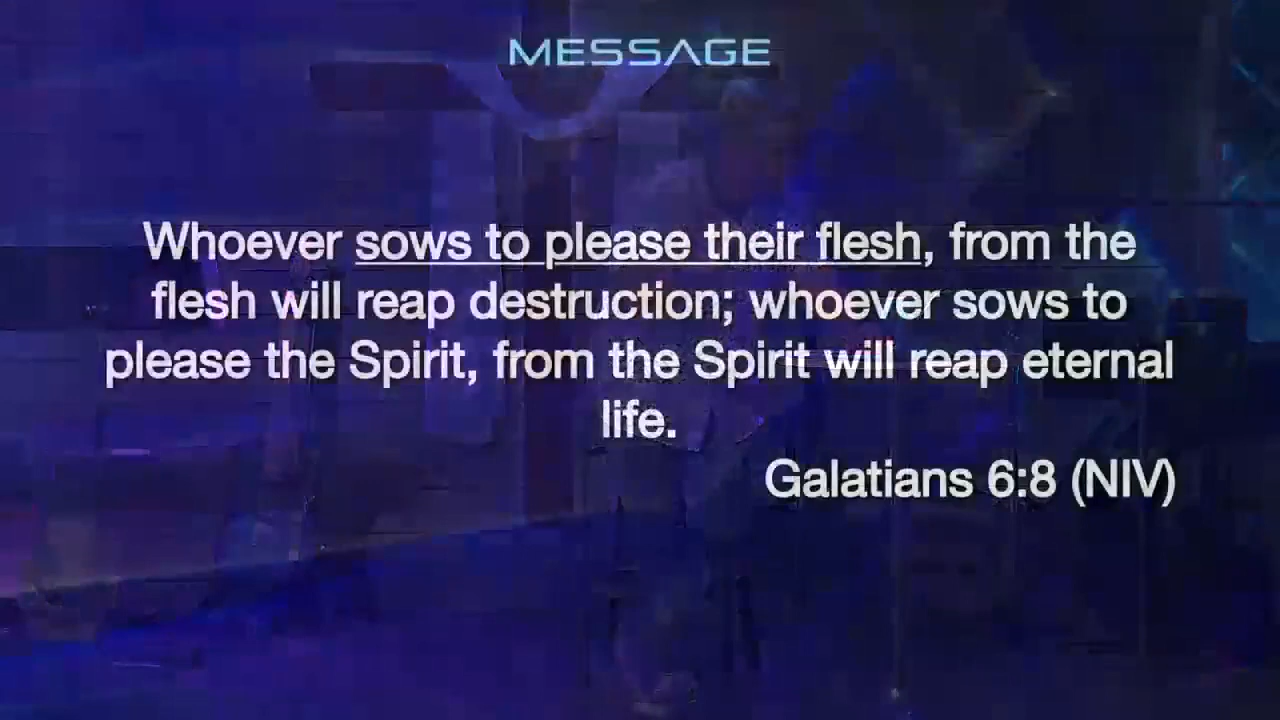 MESSAGE
Whoever sows to please their flesh, from the
flesh will reap destruction; whoever sows to
please the Spirit, from the Spirit will reap eternal
life.
Galatians 6:8 (NIV)